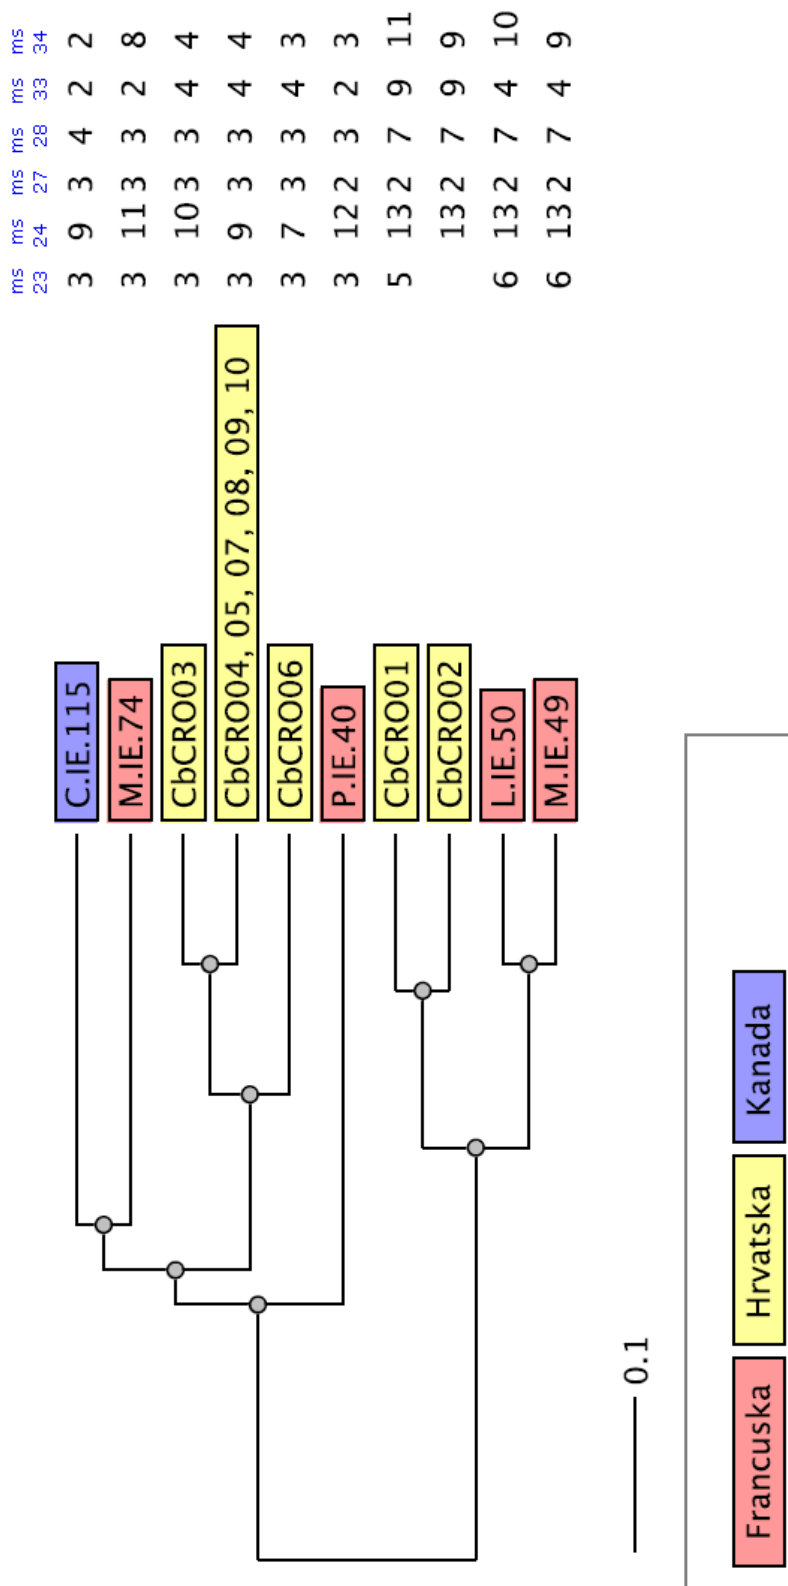 ms ms ms ms ms ms
23 24 27 28 33 34
C.IE.115 3 9 3 4 2 2
M.IE.74 3 11 3 3 2 8
CbCRO03 3 10 3 3 4 4
CbCRO04, 05, 07, 08, 09, 10 3 9 3 3 4 4
CbCRO06 3 7 3 3 4 3
P.IE.40 3 12 2 3 2 3
CbCRO01 5 13 2 7 9 11
CbCRO02 13 2 7 9 9
L.IE.50 6 13 2 7 4 10
M.IE.49 6 13 2 7 4 9
0.1
Francuska Hrvatska Kanada